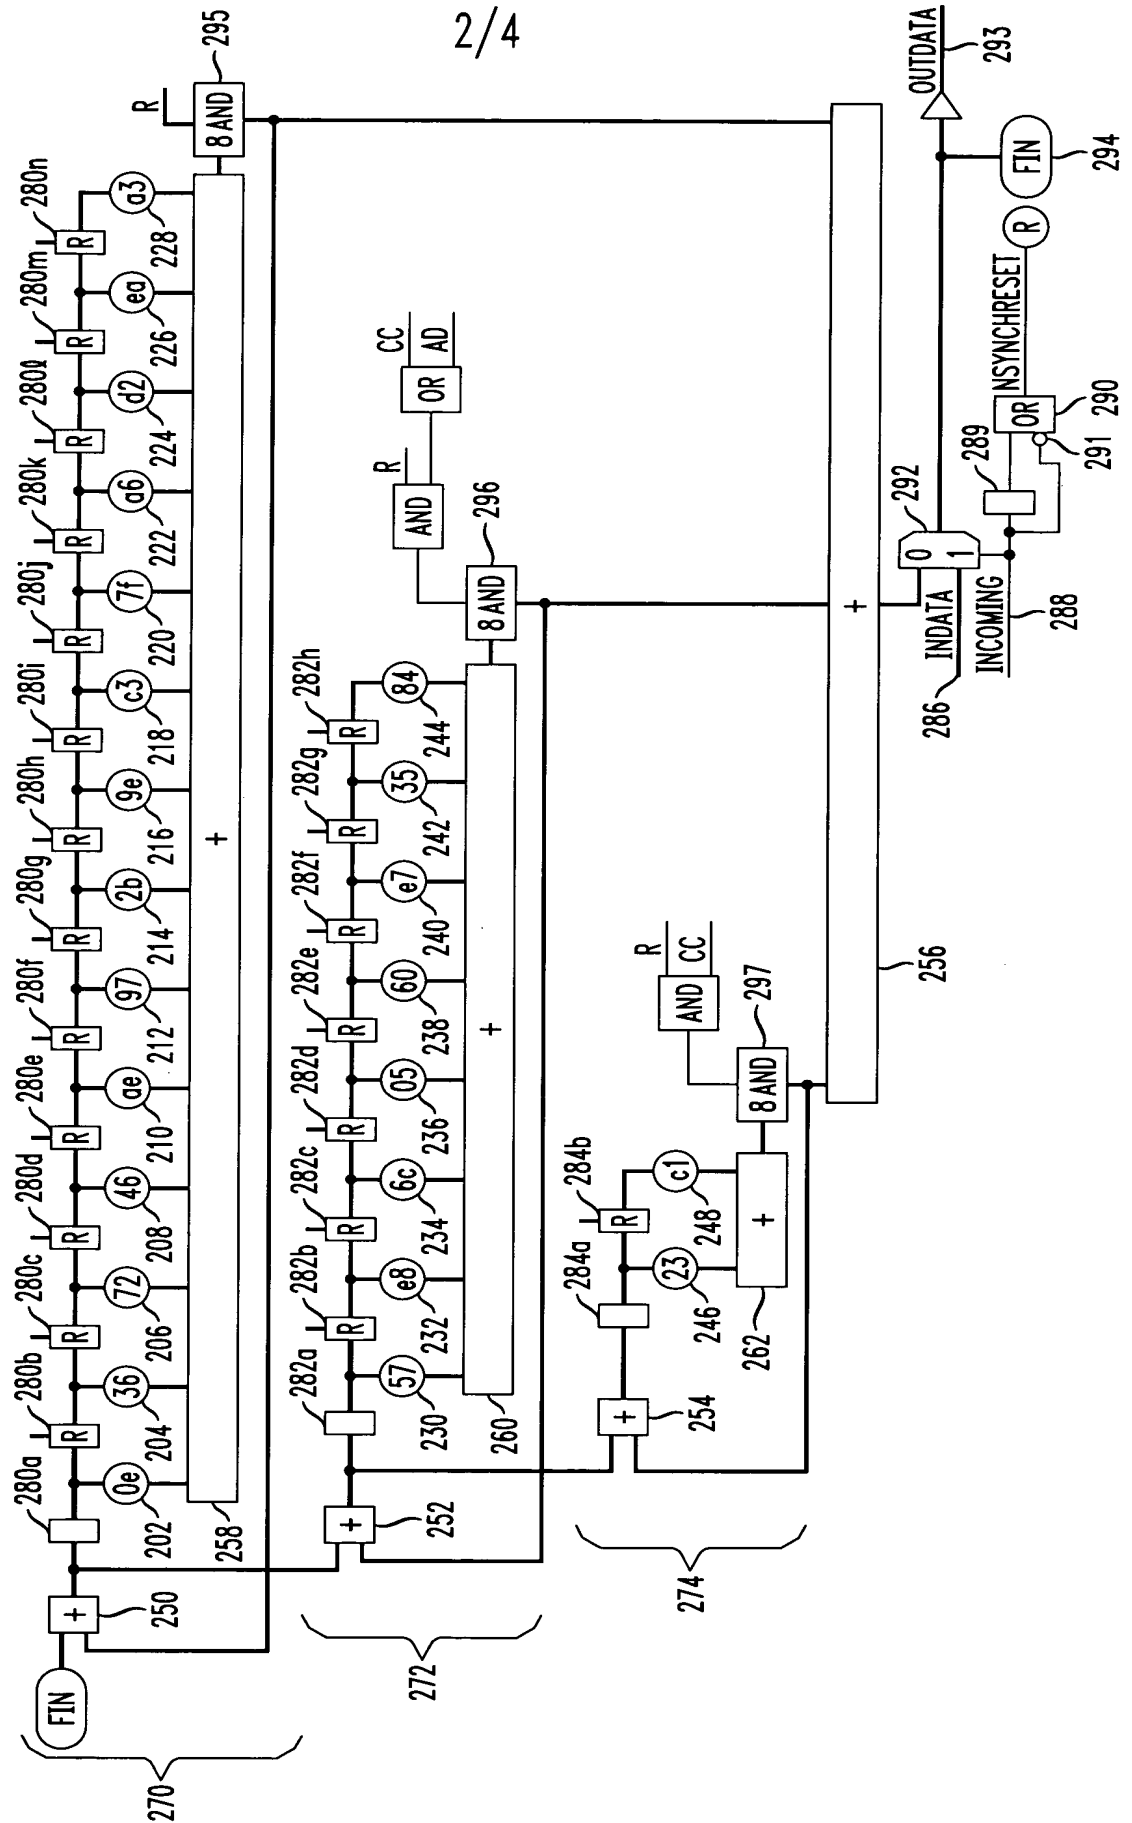 2/4
270
FIN
250
280a
280b
280c
280d
280e
280f
280g
280h
280i
280j
280k
280l
280m
280n
R
R
R
R
R
R
R
R
R
R
R
R
R
0e
36
72
46
ae
97
2b
9e
c3
7f
a6
d2
ea
a3
202
204
206
208
210
212
214
216
218
220
222
224
226
228
+
+
258
R
8 AND
295
272
+
252
282a
282b
282c
282d
282e
282f
282g
282h
R
R
R
R
R
R
R
57
e8
6c
05
60
e7
35
84
230
232
234
236
238
240
242
244
+
260
8 AND
296
AND
R
OR
CC
AD
274
+
254
284a
284b
R
23
c1
246
248
+
262
8 AND
297
AND
R
CC
+
256
INDATA
286
INCOMING
288
0
1
292
289
OR
290
291
NSYNCHRESET
R
OUTDATA
293
FIN
294